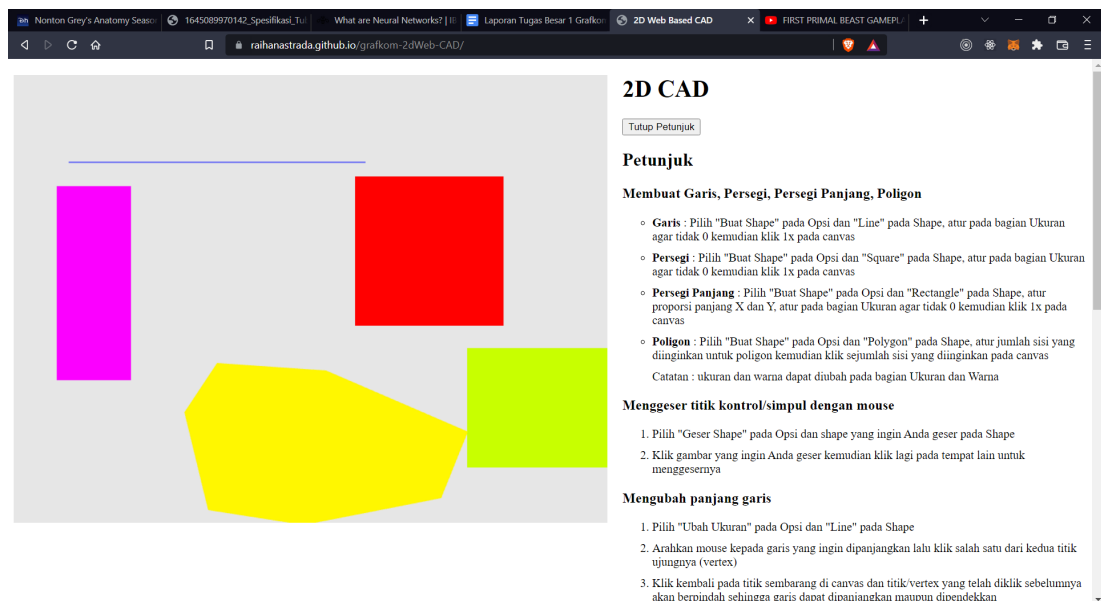 Nonton Grey's Anatomy Season
1645089970142_Spesifikasi_Tul
What are Neural Networks? | IB
Laporan Tugas Besar 1 Grafkom
2D Web Based CAD
FIRST PRIMAL BEAST GAMEPL
raihanastrada.github.io/grafkom-2dWeb-CAD/
2D CAD
Tutup Petunjuk
Petunjuk
Membuat Garis, Persegi, Persegi Panjang, Poligon
Garis : Pilih "Buat Shape" pada Opsi dan "Line" pada Shape, atur pada bagian Ukuran
agar tidak 0 kemudian klik 1x pada canvas
Persegi : Pilih "Buat Shape" pada Opsi dan "Square" pada Shape, atur pada bagian Ukuran
agar tidak 0 kemudian klik 1x pada canvas
Persegi Panjang : Pilih "Buat Shape" pada Opsi dan "Rectangle" pada Shape, atur
proporsi panjang X dan Y, atur pada bagian Ukuran agar tidak 0 kemudian klik 1x pada
canvas
Poligon : Pilih "Buat Shape" pada Opsi dan "Polygon" pada Shape, atur jumlah sisi yang
diinginkan untuk poligon kemudian klik sejumlah sisi yang diinginkan pada canvas
Catatan : ukuran dan warna dapat diubah pada bagian Ukuran dan Warna
Menggeser titik kontrol/simpul dengan mouse
1. Pilih "Geser Shape" pada Opsi dan shape yang ingin Anda geser pada Shape
2. Klik gambar yang ingin Anda geser kemudian klik lagi pada tempat lain untuk
menggesernya
Mengubah panjang garis
1. Pilih "Ubah Ukuran" pada Opsi dan "Line" pada Shape
2. Arahkan mouse kepada garis yang ingin dipanjangkan lalu klik salah satu dari kedua titik
ujungnya (vertex)
3. Klik kembali pada titik sembarang di canvas dan titik/vertex yang telah diklik sebelumnya
akan berpindah sehingga garis dapat dipanjangkan maupun dipendekkan